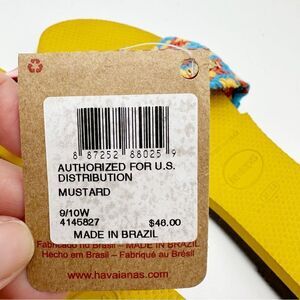 8 87252 88025 9
AUTHORIZED FOR U.S.
DISTRIBUTION
MUSTARD
9/10W
4145827 $46.00
MADE IN BRAZIL
Fabricado no Brasil – MADE IN BRAZIL
Hecho em Brasil – Fabriqué au Brésil
www.havaianas.com